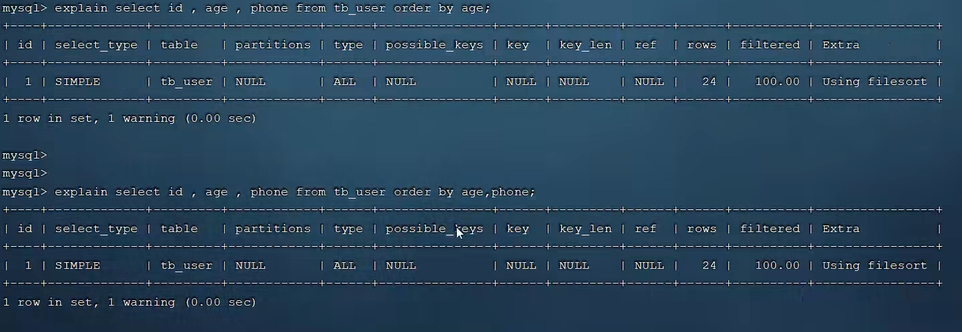 mysql> explain select id , age , phone from tb_user order by age;
+----+-------------+---------+------------+------+---------------+------+---------+------+------+----------+----------------+
| id | select_type | table | partitions | type | possible_keys | key | key_len | ref | rows | filtered | Extra |
+----+-------------+---------+------------+------+---------------+------+---------+------+------+----------+----------------+
| 1 | SIMPLE | tb_user | NULL | ALL | NULL | NULL | NULL | NULL | 24 | 100.00 | Using filesort |
+----+-------------+---------+------------+------+---------------+------+---------+------+------+----------+----------------+
1 row in set, 1 warning (0.00 sec)
mysql>
mysql>
mysql> explain select id , age , phone from tb_user order by age,phone;
+----+-------------+---------+------------+------+---------------+------+---------+------+------+----------+----------------+
| id | select_type | table | partitions | type | possible_keys | key | key_len | ref | rows | filtered | Extra |
+----+-------------+---------+------------+------+---------------+------+---------+------+------+----------+----------------+
| 1 | SIMPLE | tb_user | NULL | ALL | NULL | NULL | NULL | NULL | 24 | 100.00 | Using filesort |
+----+-------------+---------+------------+------+---------------+------+---------+------+------+----------+----------------+
1 row in set, 1 warning (0.00 sec)